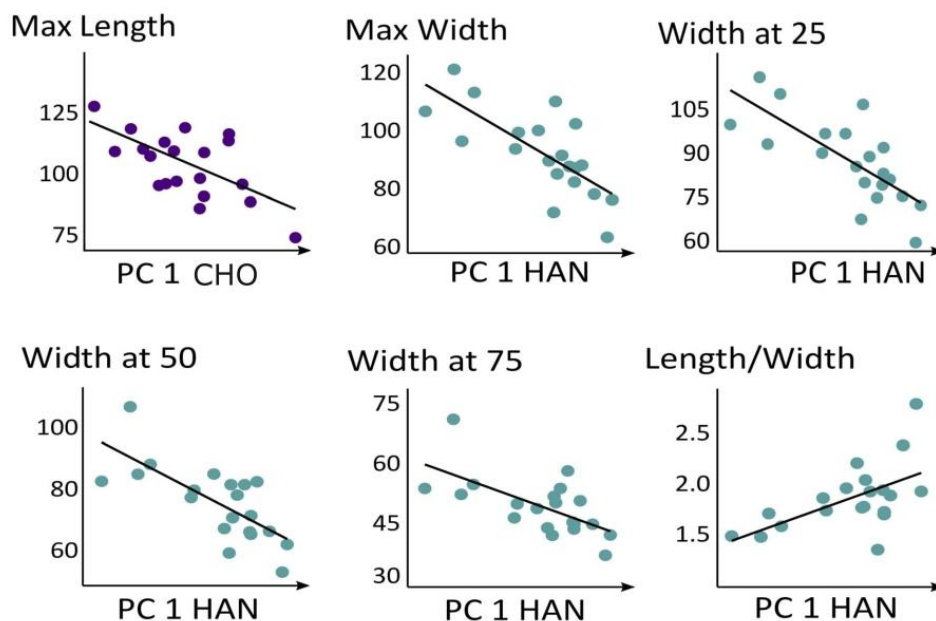 Max Length
125
100
75
PC 1 CHO
Max Width
120
100
80
60
PC 1 HAN
Width at 25
105
90
75
60
PC 1 HAN
Width at 50
100
80
60
PC 1 HAN
Width at 75
75
60
45
30
PC 1 HAN
Length/Width
2.5
2.0
1.5
PC 1 HAN